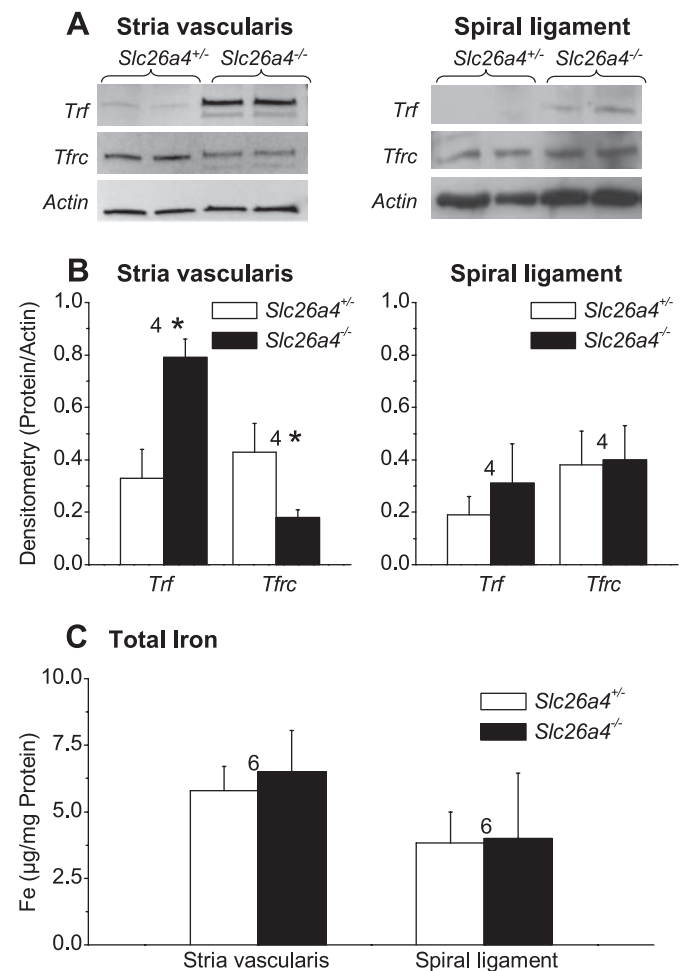 A Stria vascularis Spiral ligament
Slc26a4+/- Slc26a4-/- Slc26a4+/- Slc26a4-/-
Trf Trf
Tfrc Tfrc
Actin Actin
B Stria vascularis Spiral ligament
Densitometry (Protein/Actin)
1.0
0.8
0.6
0.4
0.2
0.0
Slc26a4+/-
Slc26a4-/-
4 *
4 *
Trf Tfrc
1.0
0.8
0.6
0.4
0.2
0.0
Slc26a4+/-
Slc26a4-/-
4
4
Trf Tfrc
C Total Iron
Fe (μg/mg Protein)
10.0
7.5
5.0
2.5
0.0
Slc26a4+/-
Slc26a4-/-
6
6
Stria vascularis Spiral ligament